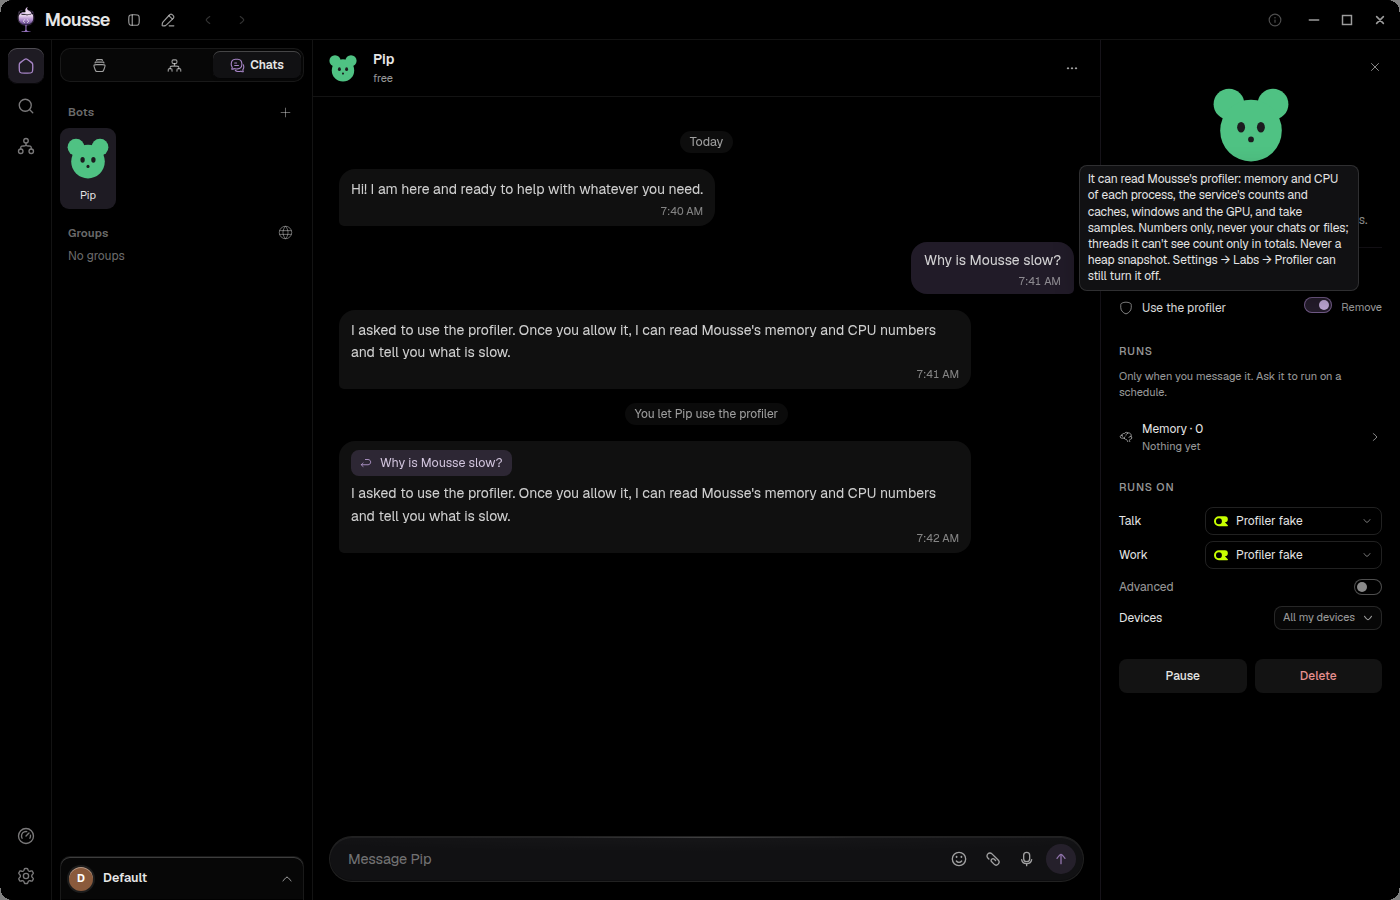 Mousse
Chats
Bots
Pip
Groups
No groups
D
Default
Pip
free
Today
Hi! I am here and ready to help with whatever you need.
7:40 AM
Why is Mousse slow?
7:41 AM
I asked to use the profiler. Once you allow it, I can read Mousse's memory and CPU numbers
and tell you what is slow.
7:41 AM
You let Pip use the profiler
Why is Mousse slow?
I asked to use the profiler. Once you allow it, I can read Mousse's memory and CPU numbers
and tell you what is slow.
7:42 AM
Message Pip
It can read Mousse's profiler: memory and CPU
of each process, the service's counts and
caches, windows and the GPU, and take
samples. Numbers only, never your chats or files;
threads it can't see count only in totals. Never a
heap snapshot. Settings → Labs → Profiler can
still turn it off.
s.
Use the profiler
Remove
RUNS
Only when you message it. Ask it to run on a
schedule.
Memory · 0
Nothing yet
RUNS ON
Talk
Profiler fake
Work
Profiler fake
Advanced
Devices
All my devices
Pause
Delete